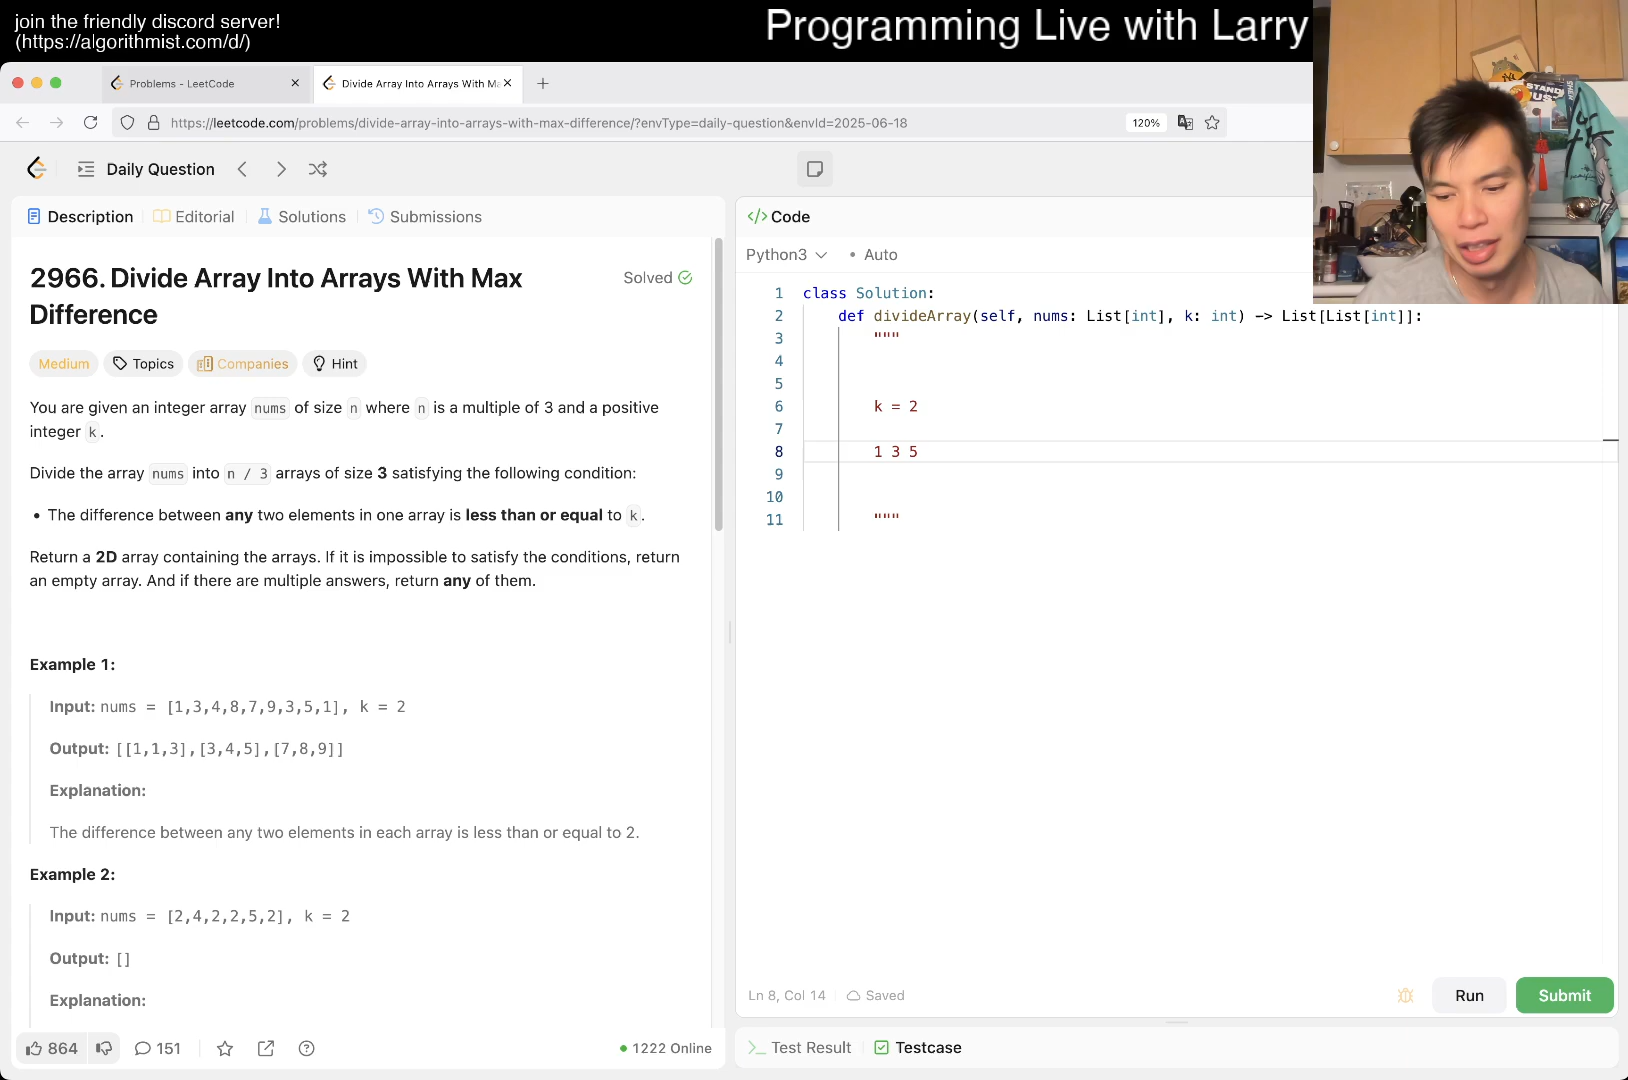 join the friendly discord server!
(https://algorithmist.com/d/)
Programming Live with Larry
Problems - LeetCode
Divide Array Into Arrays With Ma
https://leetcode.com/problems/divide-array-into-arrays-with-max-difference/?envType=daily-question&envId=2025-06-18
120%
Daily Question
Description
Editorial
Solutions
Submissions
2966. Divide Array Into Arrays With Max
Difference
Solved
Medium
Topics
Companies
Hint
You are given an integer array nums of size n where n is a multiple of 3 and a positive
integer k.
Divide the array nums into n / 3 arrays of size 3 satisfying the following condition:
• The difference between any two elements in one array is less than or equal to k.
Return a 2D array containing the arrays. If it is impossible to satisfy the conditions, return
an empty array. And if there are multiple answers, return any of them.
Example 1:
Input: nums = [1,3,4,8,7,9,3,5,1], k = 2
Output: [[1,1,3],[3,4,5],[7,8,9]]
Explanation:
The difference between any two elements in each array is less than or equal to 2.
Example 2:
Input: nums = [2,4,2,2,5,2], k = 2
Output: []
Explanation:
864
151
1222 Online
</> Code
Python3
• Auto
1 class Solution:
2 def divideArray(self, nums: List[int], k: int) -> List[List[int]]:
3 """
4
5
6 k = 2
7
8 1 3 5
9
10
11 """
Ln 8, Col 14
Saved
Run
Submit
Test Result
Testcase